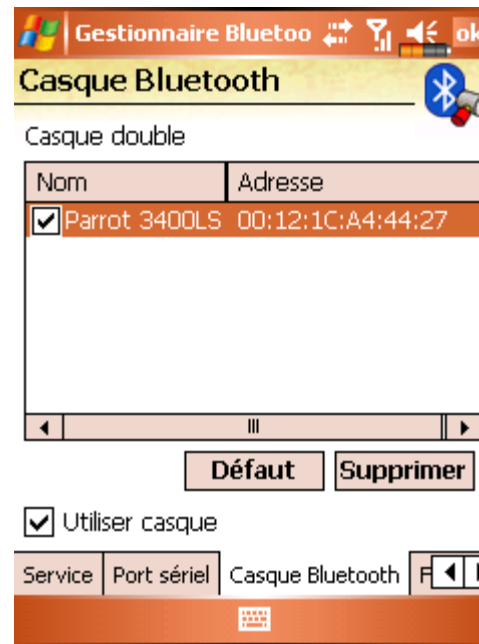 Gestionnaire Bluetoo ok
Casque Bluetooth
Casque double
Nom Adresse
Parrot 3400LS 00:12:1C:A4:44:27
Défaut Supprimer
Utiliser casque
Service Port sériel Casque Bluetooth F